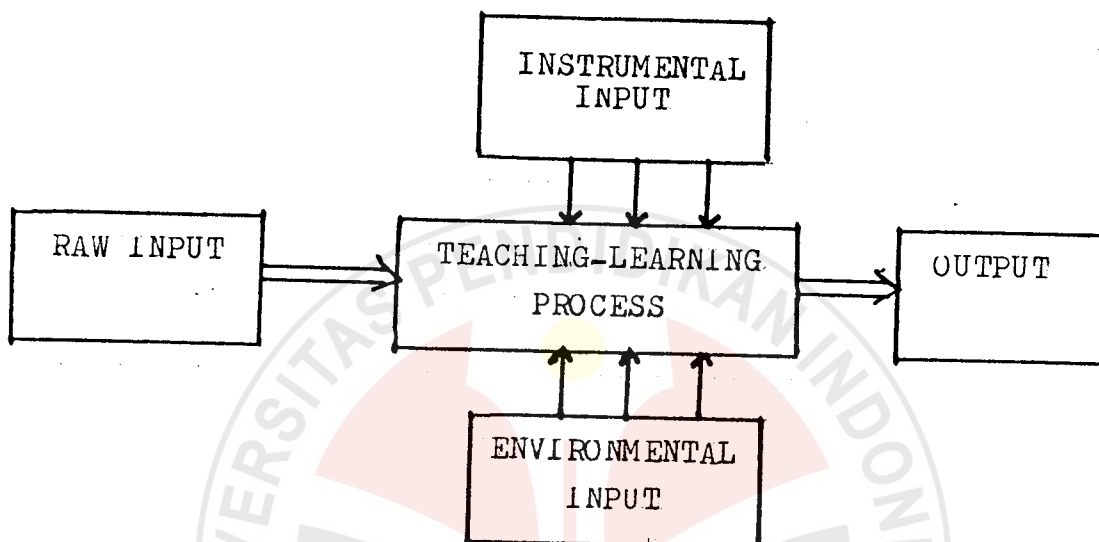 INSTRUMENTAL
INPUT
RAW INPUT
TEACHING-LEARNING
PROCESS
OUTPUT
ENVIRONMENTAL
INPUT